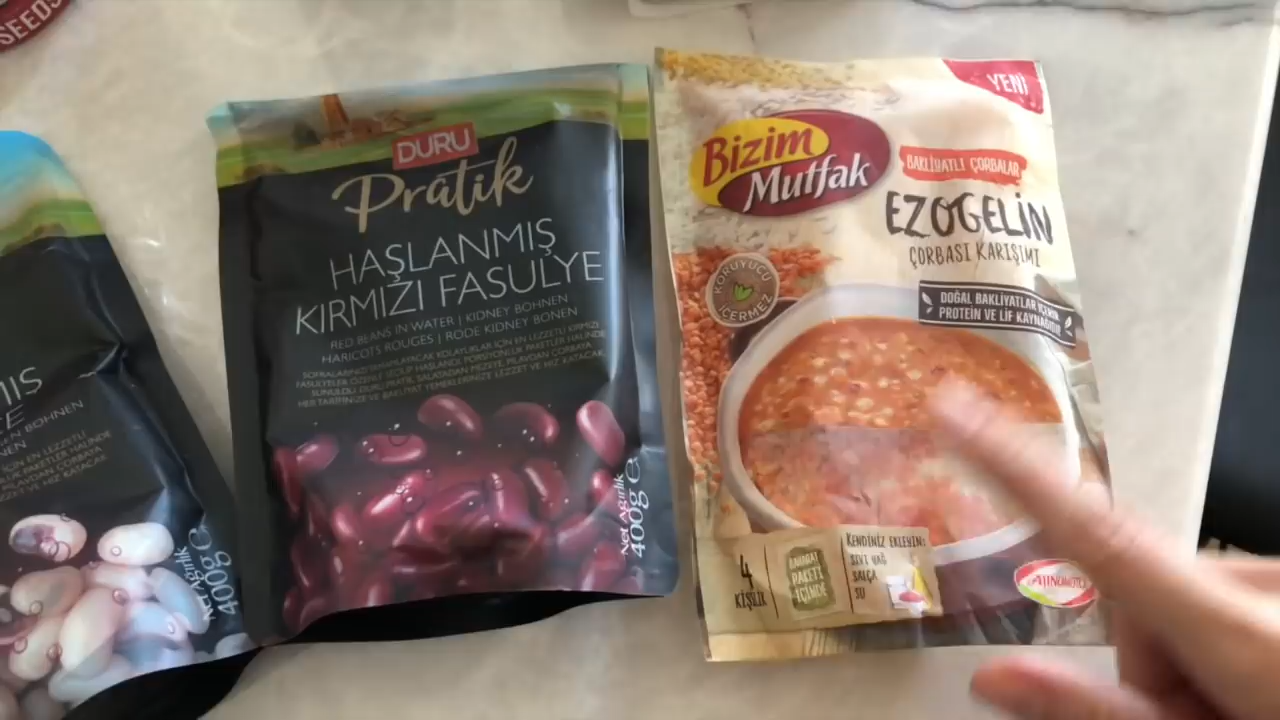 SEEDS
DURU
Pratik
HAŞLANMIŞ
KIRMIZI FASULYE
RED BEANS IN WATER | KIDNEY BOHNEN
HARICOTS ROUGES | RODE KIDNEY BONEN
400g e
Net Ağırlık
400g e
Net Ağırlık
BOHNEN
YENİ
Bizim
Mutfak
BAKLİYATLI ÇORBALAR
EZOGELİN
ÇORBASI KARIŞIMI
KORUYUCU
İÇERMEZ
DOĞAL BAKLİYATLAR İÇERİR
PROTEİN VE LİF KAYNAĞIDIR
4
KİŞİLİK
BAHARAT
PAKETİ
İÇİNDE
KENDİNİZ EKLEYİN:
SIVI YAĞ
SALÇA
SU
AJINOMOTO